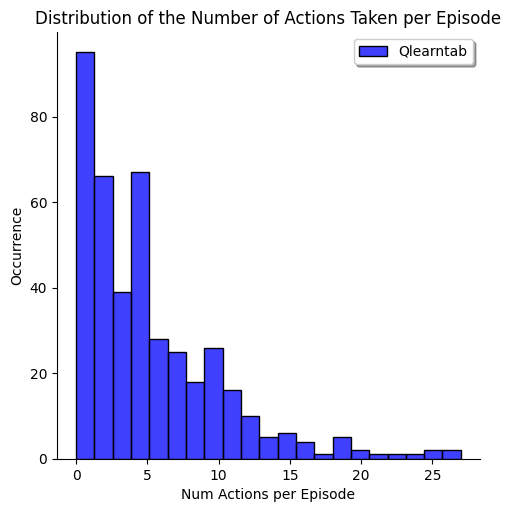 Distribution of the Number of Actions Taken per Episode
Qlearntab
80
60
40
20
0
Occurrence
0 5 10 15 20 25
Num Actions per Episode